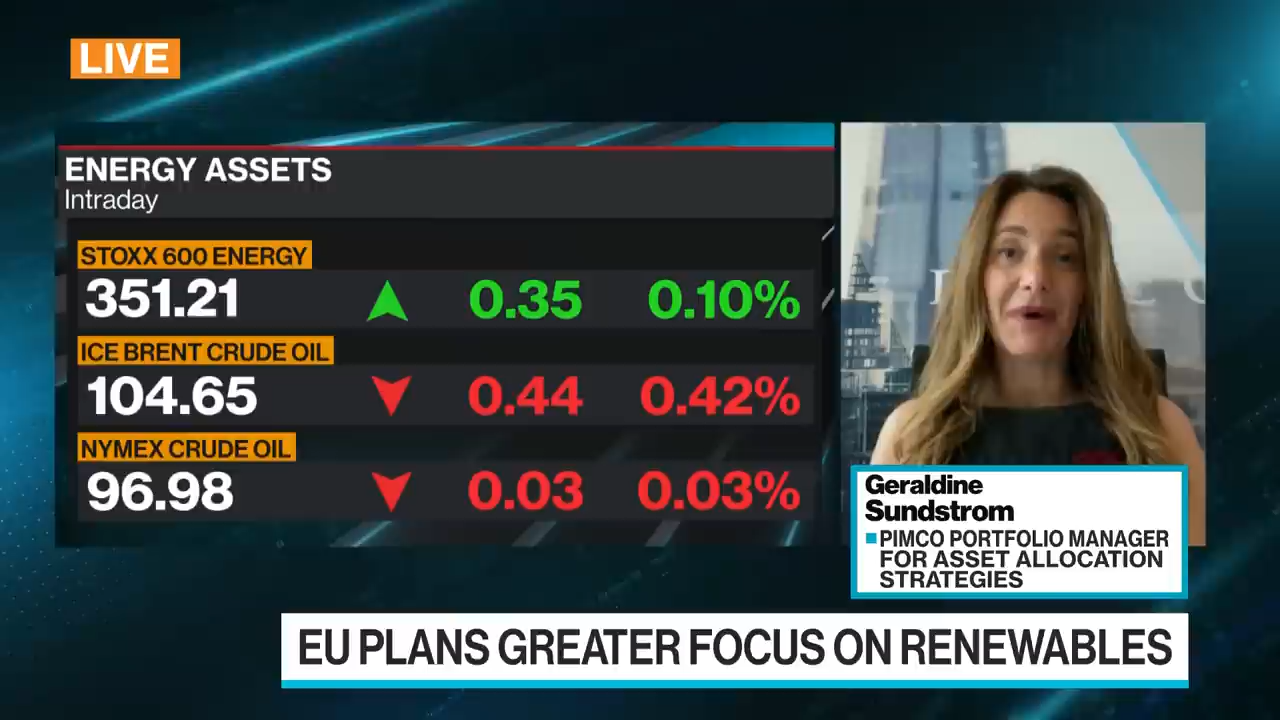 LIVE
ENERGY ASSETS
Intraday
STOXX 600 ENERGY
351.21 0.35 0.10%
ICE BRENT CRUDE OIL
104.65 0.44 0.42%
NYMEX CRUDE OIL
96.98 0.03 0.03%
Geraldine
Sundstrom
PIMCO PORTFOLIO MANAGER
FOR ASSET ALLOCATION
STRATEGIES
EU PLANS GREATER FOCUS ON RENEWABLES